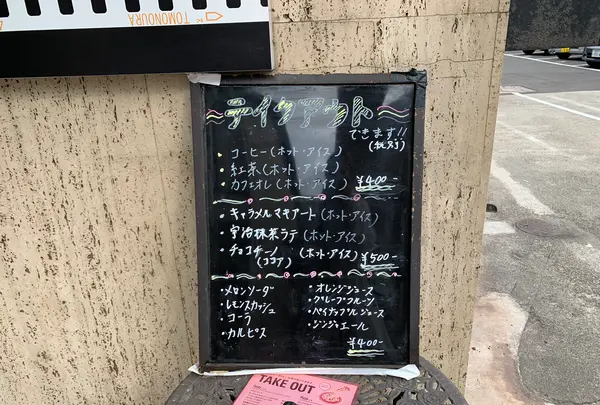 TOMONOURA
テイクアウト
できます!!
(税別)
・コーヒー(ホット・アイス)
・紅茶(ホット・アイス)
・カフェオレ(ホット・アイス)
¥400-
・キャラメルマキアート(ホット・アイス)
・宇治抹茶ラテ(ホット・アイス)
・チョコチーノ(ホット・アイス)
(ココア)
¥500-
・メロンソーダ
・レモンスカッシュ
・コーラ
・カルピス
・オレンジジュース
・グレープフルーツ
・パイナップルジュース
・ジンジャエール
¥400-
TAKE OUT